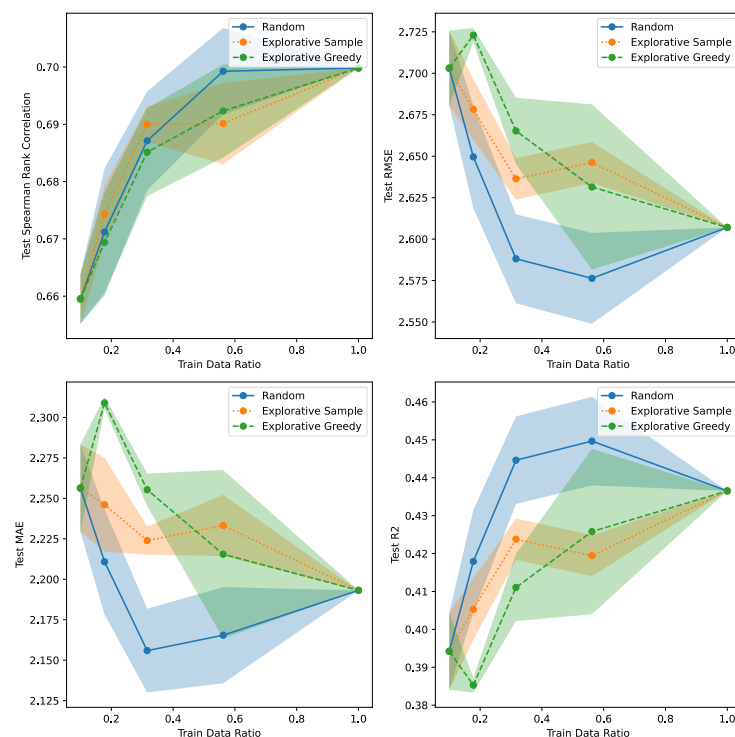 Random
Explorative Sample
Explorative Greedy
0.70
0.69
0.68
0.67
0.66
Test Spearman Rank Correlation
0.2
0.4
0.6
0.8
1.0
Train Data Ratio
Random
Explorative Sample
Explorative Greedy
2.725
2.700
2.675
2.650
2.625
2.600
2.575
2.550
Test RMSE
0.2
0.4
0.6
0.8
1.0
Train Data Ratio
Random
Explorative Sample
Explorative Greedy
2.300
2.275
2.250
2.225
2.200
2.175
2.150
2.125
Test MAE
0.2
0.4
0.6
0.8
1.0
Train Data Ratio
Random
Explorative Sample
Explorative Greedy
0.46
0.45
0.44
0.43
0.42
0.41
0.40
0.39
0.38
Test R2
0.2
0.4
0.6
0.8
1.0
Train Data Ratio